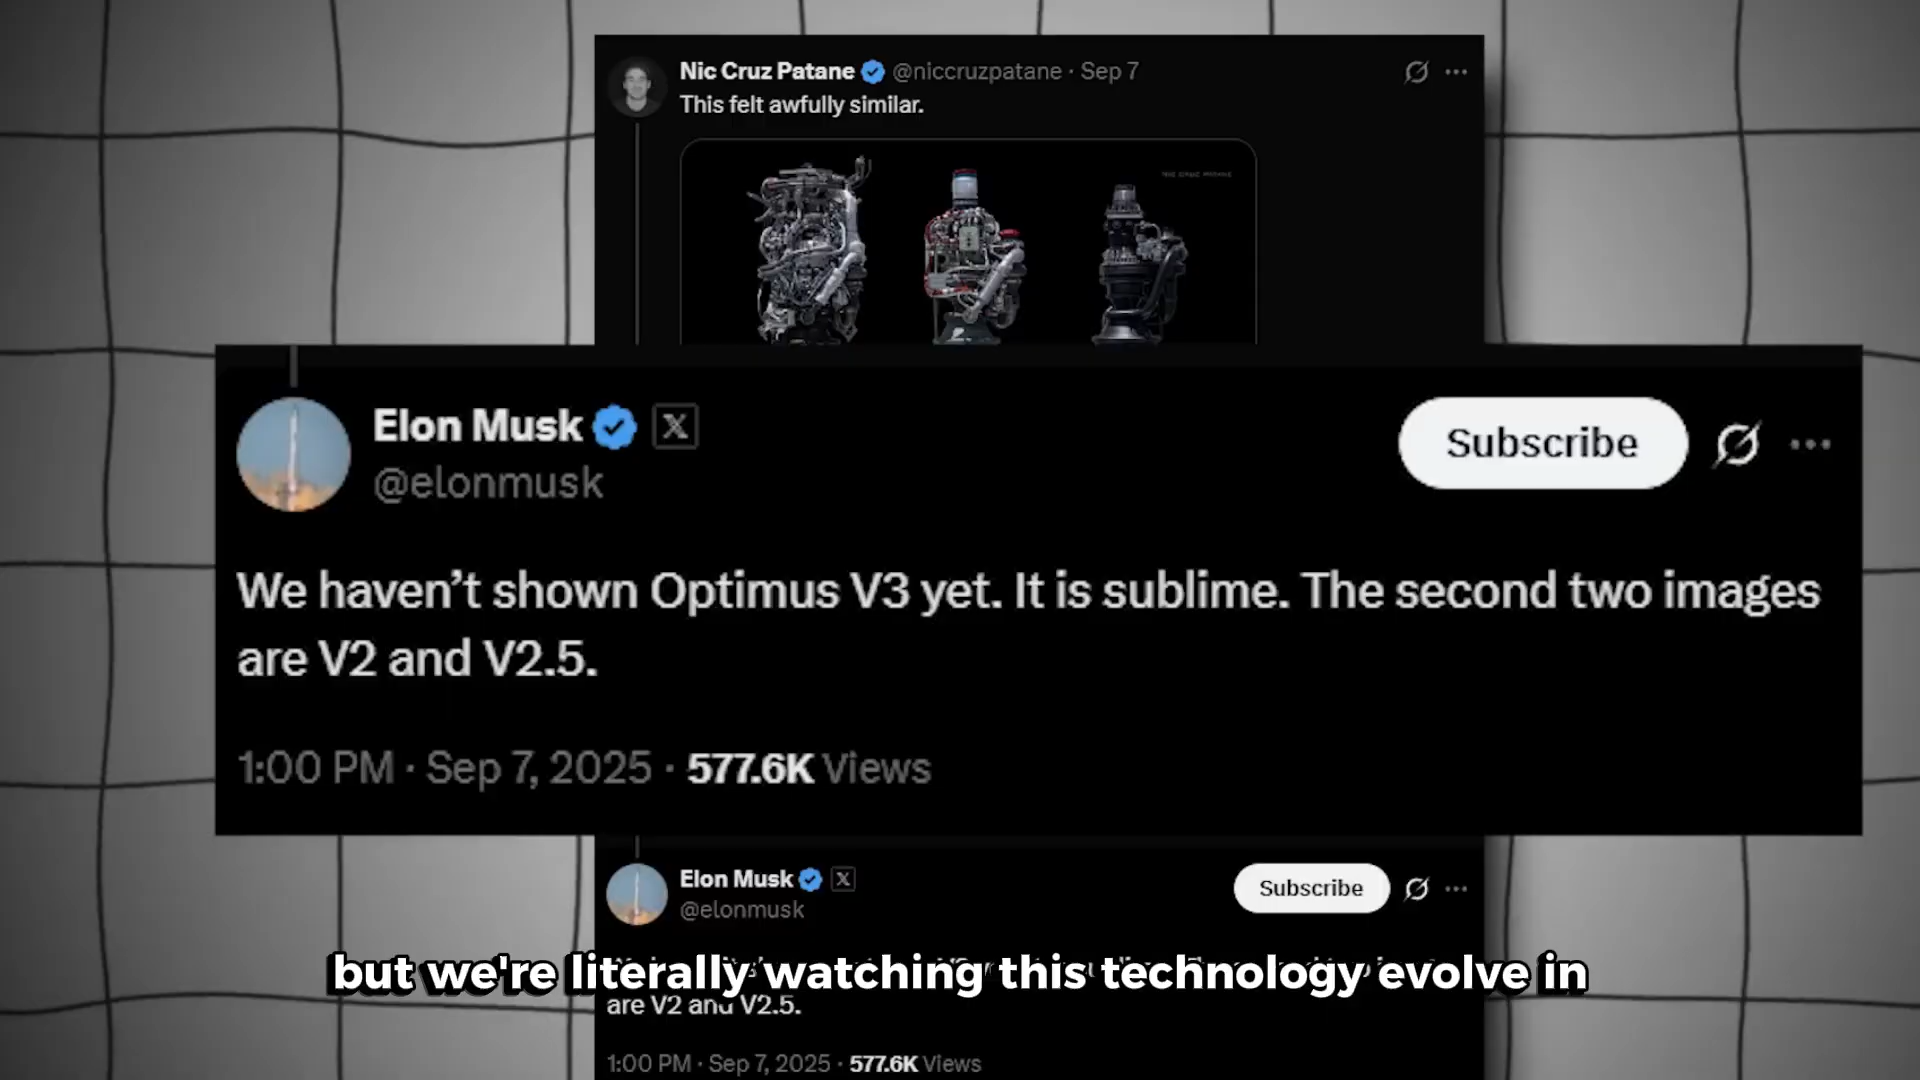 Nic Cruz Patane @niccruzpatane · Sep 7
This felt awfully similar.
Elon Musk
@elonmusk
Subscribe
We haven't shown Optimus V3 yet. It is sublime. The second two images
are V2 and V2.5.
1:00 PM · Sep 7, 2025 · 577.6K Views
Elon Musk
@elonmusk
Subscribe
but we're literally watching this technology evolve in
are V2 and V2.5.
1:00 PM · Sep 7, 2025 · 577.6K Views